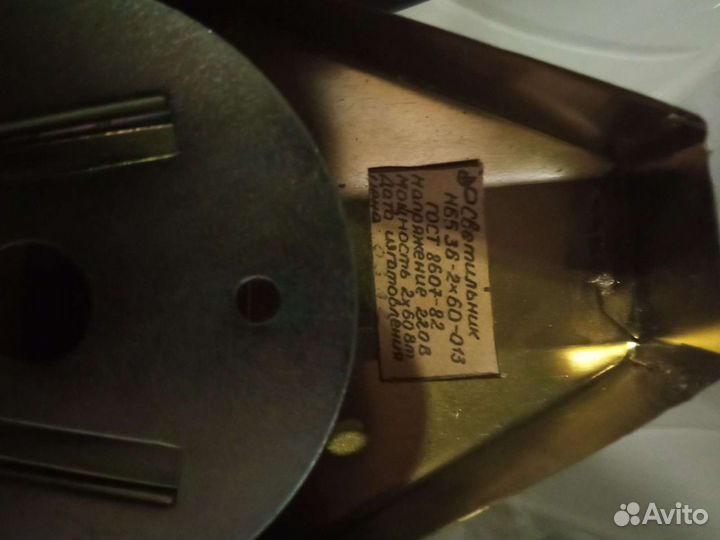 Светильник
НББ 36-2х60-013
ГОСТ 8607-82
напряжение 220В
мощность 2х60Вт
Дата изготовления
Avito